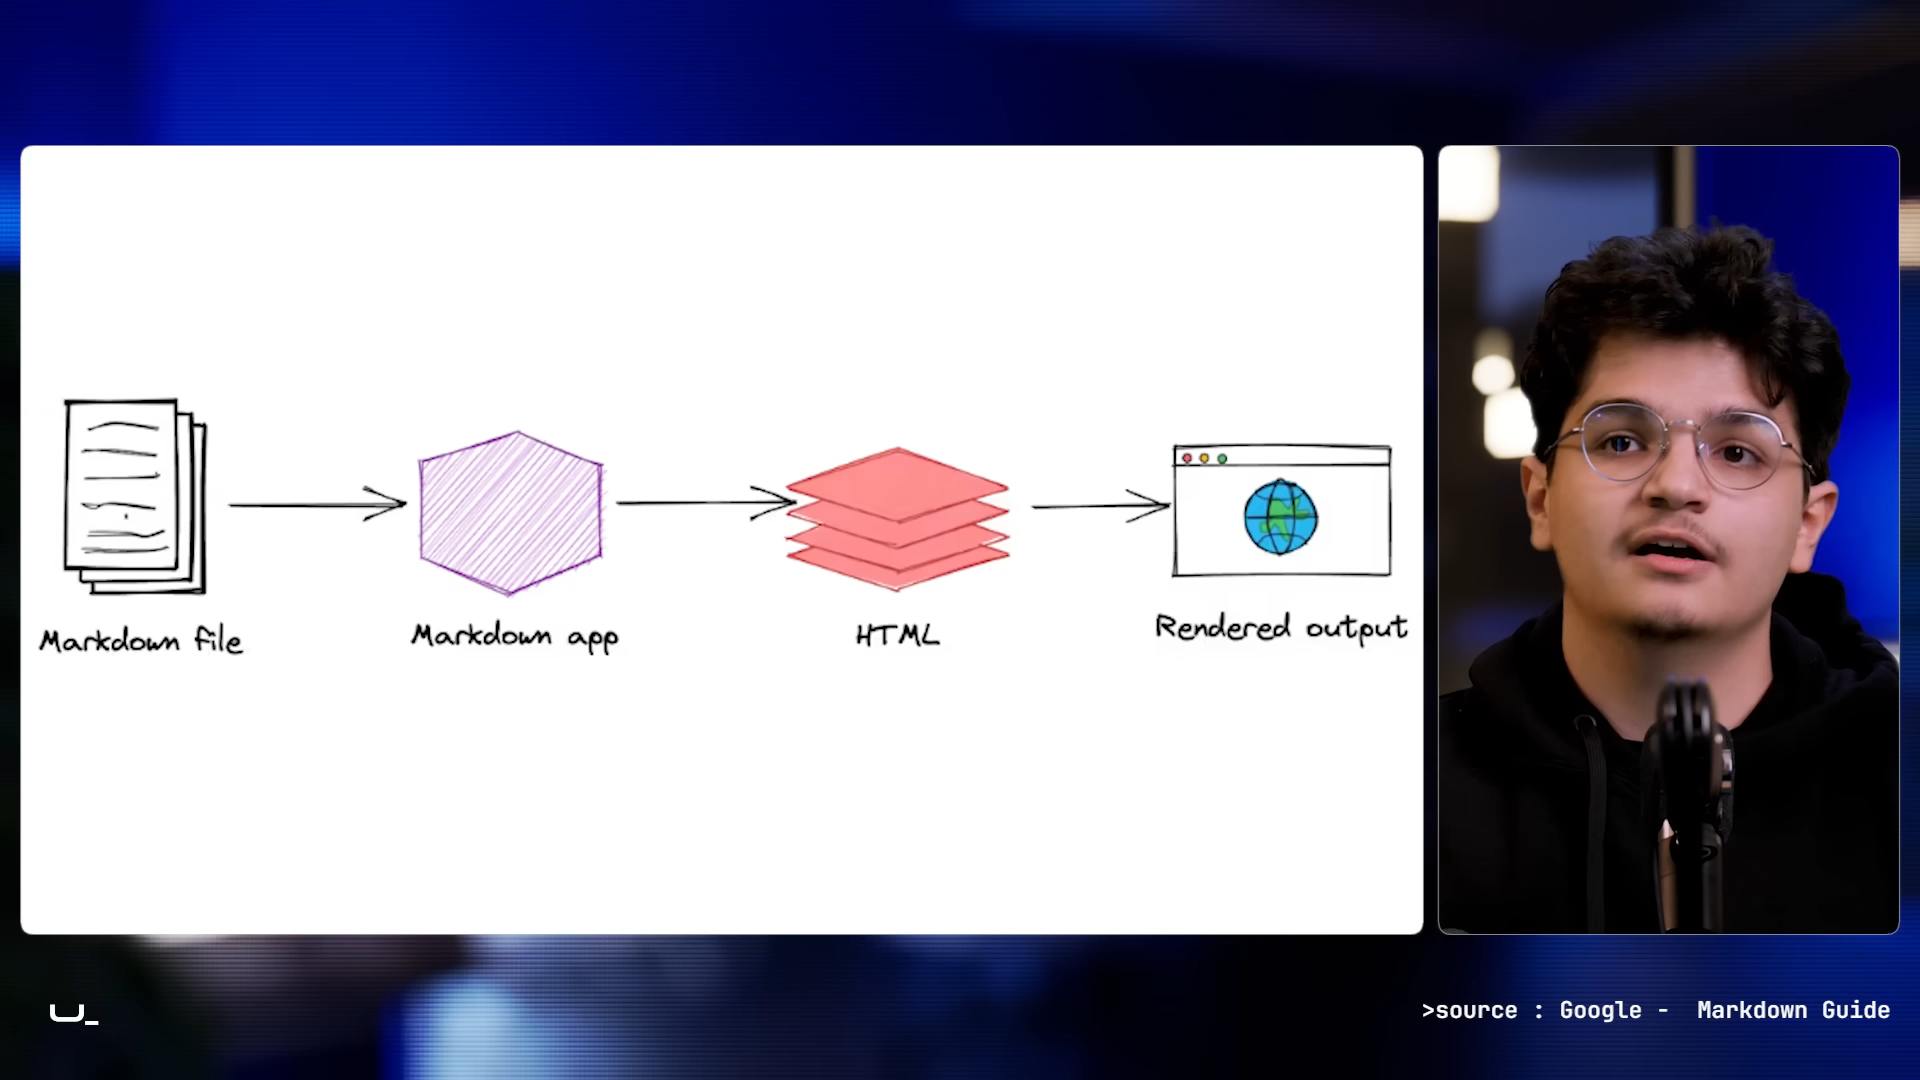 Markdown file
Markdown app
HTML
Rendered output
>source : Google - Markdown Guide